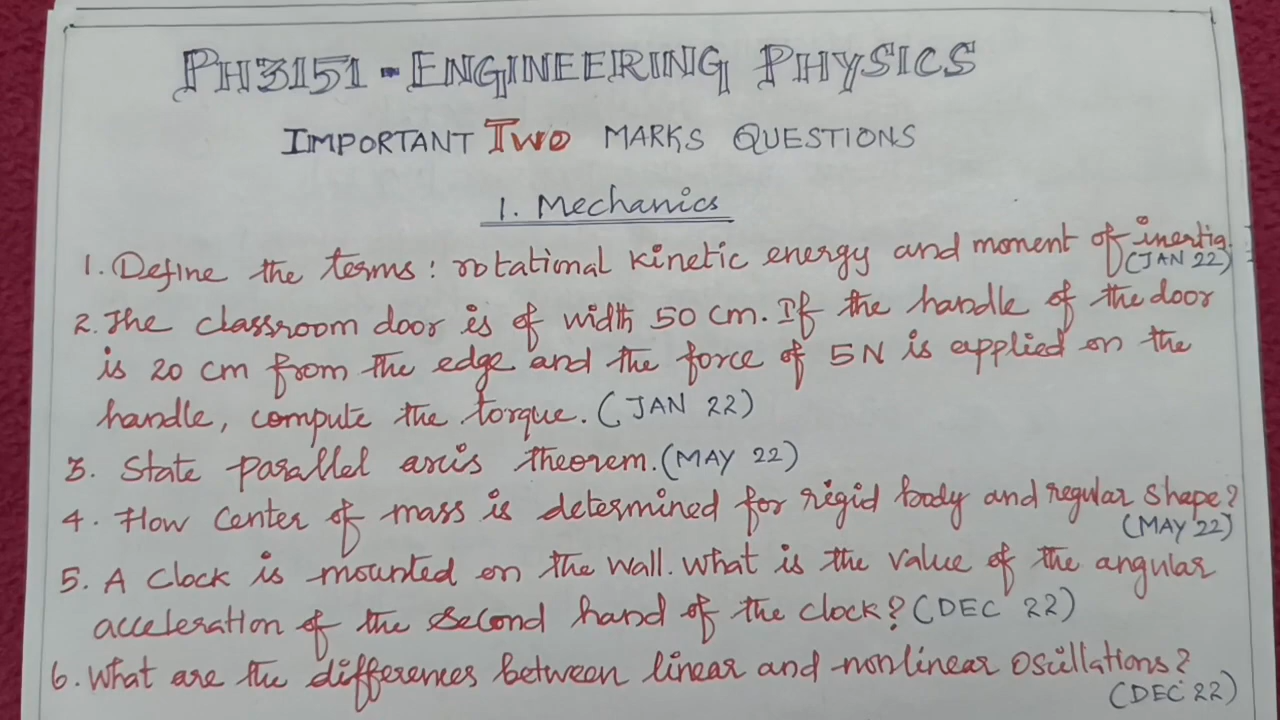 PH3151 - ENGINEERING PHYSICS
IMPORTANT TWO MARKS QUESTIONS
1. Mechanics
1. Define the terms: rotational kinetic energy and moment of inertia.
(JAN 22)
2. The classroom door is of width 50 cm. If the handle of the door
is 20 cm from the edge and the force of 5N is applied on the
handle, compute the torque. (JAN 22)
3. State parallel axis theorem. (MAY 22)
4. How center of mass is determined for rigid body and regular shape?
(MAY 22)
5. A clock is mounted on the wall. what is the value of the angular
acceleration of the second hand of the clock? (DEC 22)
6. What are the differences between linear and nonlinear oscillations?
(DEC 22)